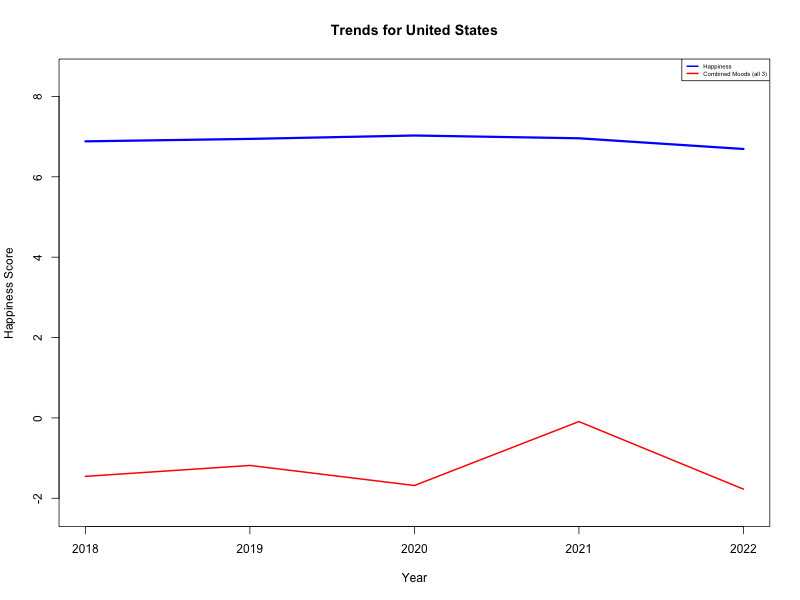 Trends for United States
Happiness
Combined Moods (all 3)
Happiness Score
8
6
4
2
0
-2
2018 2019 2020 2021 2022
Year